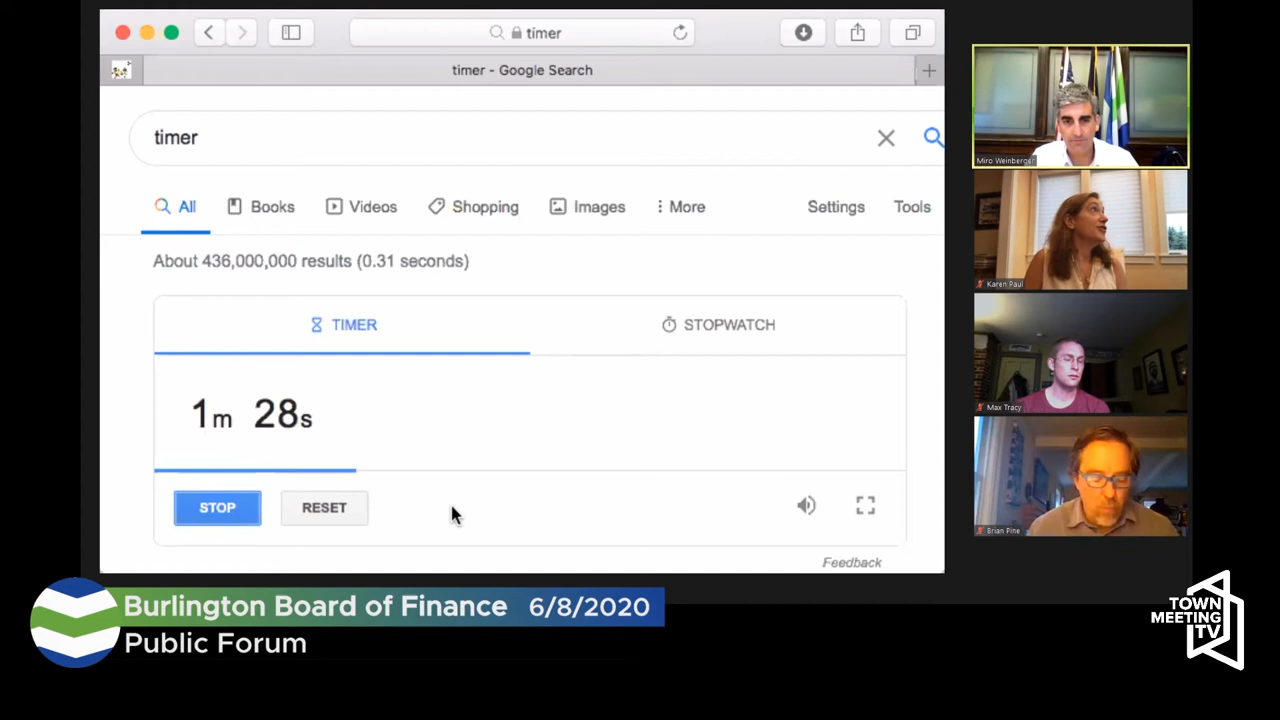 timer
timer - Google Search
timer
All Books Videos Shopping Images More Settings Tools
About 436,000,000 results (0.31 seconds)
TIMER STOPWATCH
1m 28s
STOP RESET
Feedback
Miro Weinberger
Karen Paul
Max Tracy
Brian Pine
Burlington Board of Finance 6/8/2020
Public Forum
TOWN
MEETING
TV